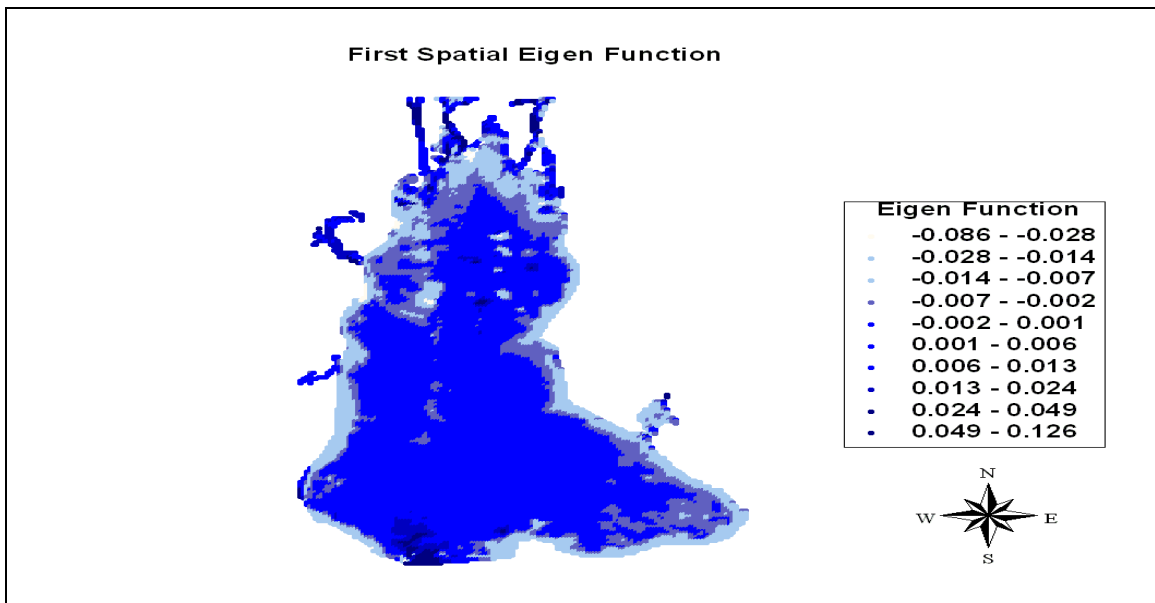 First Spatial Eigen Function
Eigen Function
-0.086 - -0.028
-0.028 - -0.014
-0.014 - -0.007
-0.007 - -0.002
-0.002 - 0.001
0.001 - 0.006
0.006 - 0.013
0.013 - 0.024
0.024 - 0.049
0.049 - 0.126
N
W E
S